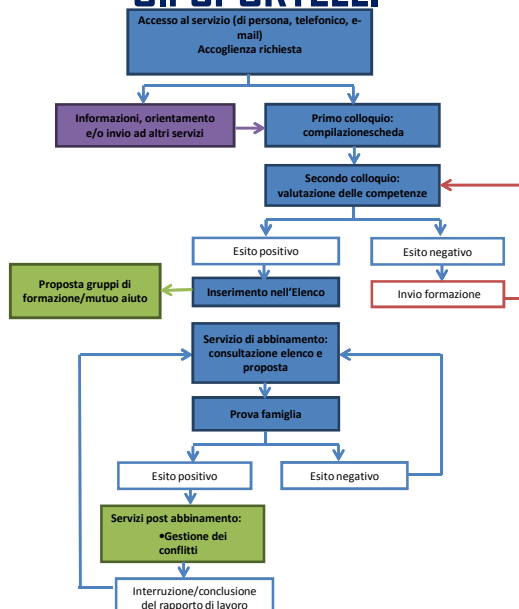 GIl SPORTELLI
Accesso al servizio (di persona, telefonico, e-
mail)
Accoglienza richiesta
Informazioni, orientamento
e/o invio ad altri servizi
Primo colloquio:
compilazionescheda
Secondo colloquio:
valutazione delle competenze
Esito positivo
Esito negativo
Proposta gruppi di
formazione/mutuo aiuto
Inserimento nell'Elenco
Invio formazione
Servizio di abbinamento:
consultazione elenco e
proposta
Prova famiglia
Esito positivo
Esito negativo
Servizi post abbinamento:
•Gestione dei
conflitti
Interruzione/conclusione
del rapporto di lavoro